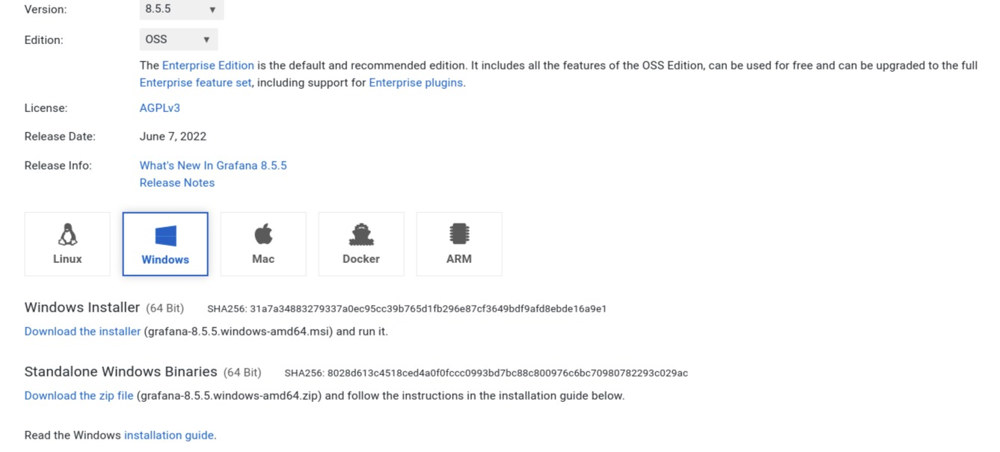 Version: 8.5.5 ▼
Edition: OSS ▼
The Enterprise Edition is the default and recommended edition. It includes all the features of the OSS Edition, can be used for free and can be upgraded to the full
Enterprise feature set, including support for Enterprise plugins.
License: AGPLv3
Release Date: June 7, 2022
Release Info: What's New In Grafana 8.5.5
Release Notes
Linux Windows Mac Docker ARM
Windows Installer (64 Bit) SHA256: 31a7a34883279337a0ec95cc39b765d1fb296e87cf3649bdf9afd8ebde16a9e1
Download the installer (grafana-8.5.5.windows-amd64.msi) and run it.
Standalone Windows Binaries (64 Bit) SHA256: 8028d613c4518ced4a0f0fccc0993bd7bc88c800976c6bc70980782293c029ac
Download the zip file (grafana-8.5.5.windows-amd64.zip) and follow the instructions in the installation guide below.
Read the Windows installation guide.